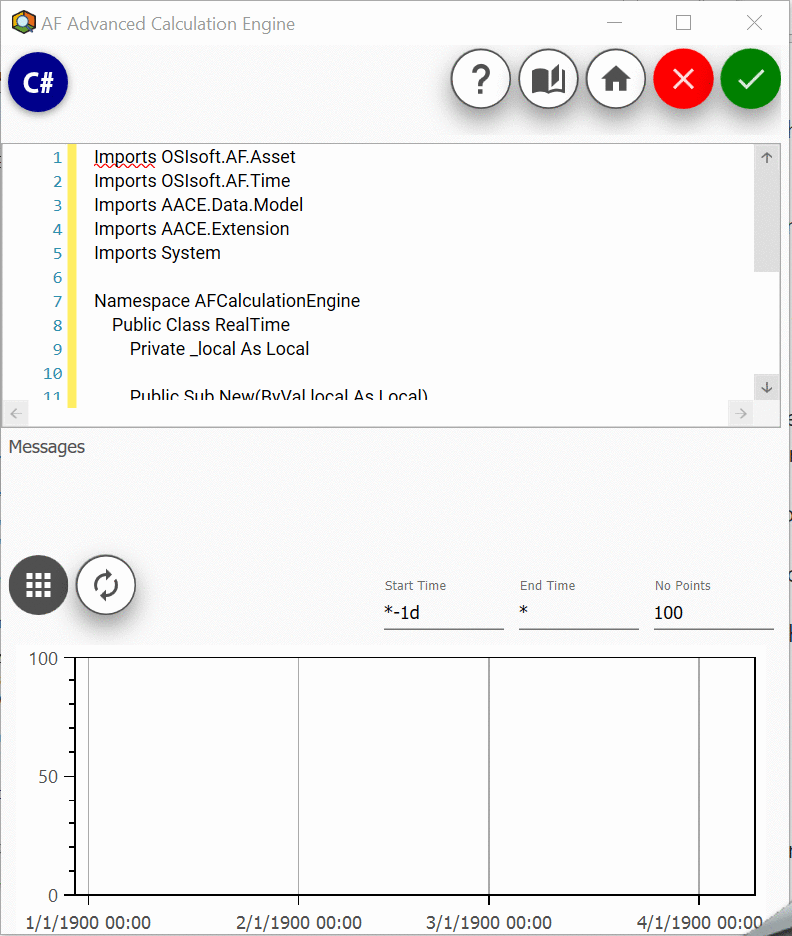 AF Advanced Calculation Engine
C#
?
1 Imports OSIsoft.AF.Asset
2 Imports OSIsoft.AF.Time
3 Imports AACE.Data.Model
4 Imports AACE.Extension
5 Imports System
6
7 Namespace AFCalculationEngine
8 Public Class RealTime
9 Private _local As Local
10
11 Public Sub New(ByVal local As Local)
Messages
Start Time End Time No Points
*-1d * 100
100
50
0
1/1/1900 00:00 2/1/1900 00:00 3/1/1900 00:00 4/1/1900 00:00